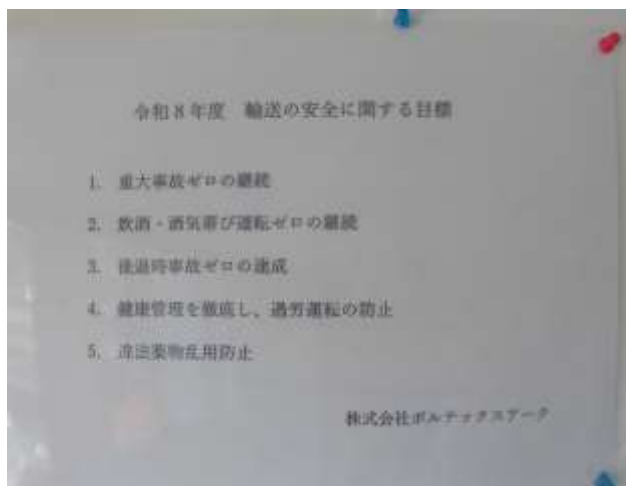 令和8年度　輸送の安全に関する目標
1. 重大事故ゼロの継続
2. 飲酒・酒気帯び運転ゼロの継続
3. 後退時事故ゼロの達成
4. 健康管理を徹底し、過労運転の防止
5. 違法薬物乱用防止
株式会社ボルテックスアーク